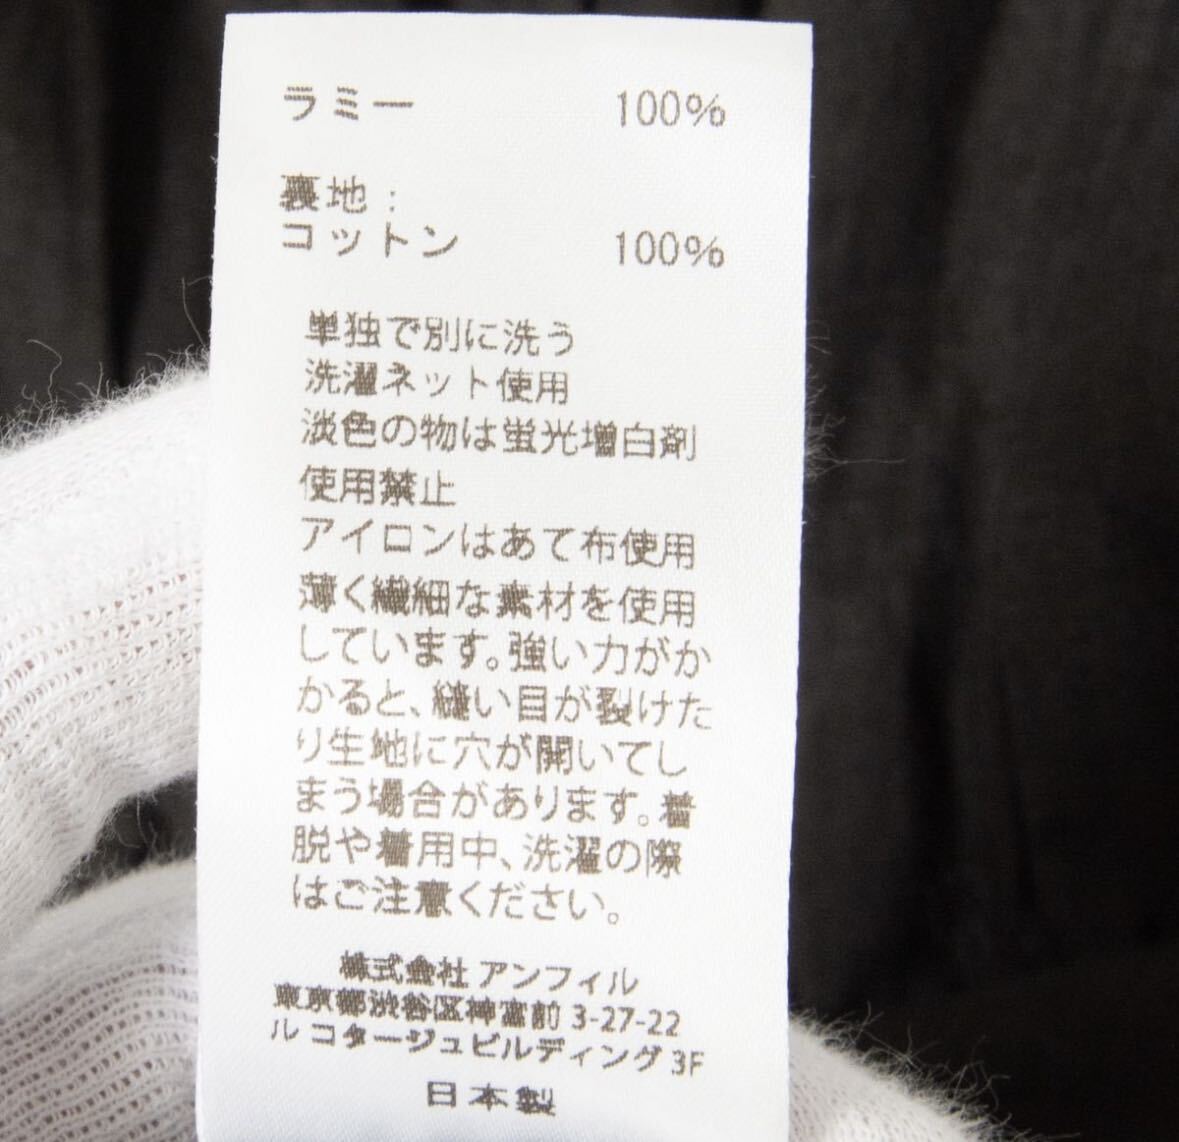 ラミー 100%
裏地:
コットン 100%
単独で別に洗う
洗濯ネット使用
淡色の物は蛍光増白剤
使用禁止
アイロンはあて布使用
薄く繊細な素材を使用
しています。強い力がか
かると、縫い目が裂けた
り生地に穴が開いてし
まう場合があります。着
脱や着用中、洗濯の際
はご注意ください。
株式会社 アンフィル
東京都渋谷区神宮前 3-27-22
ル コタージュビルディング 3F
日本製